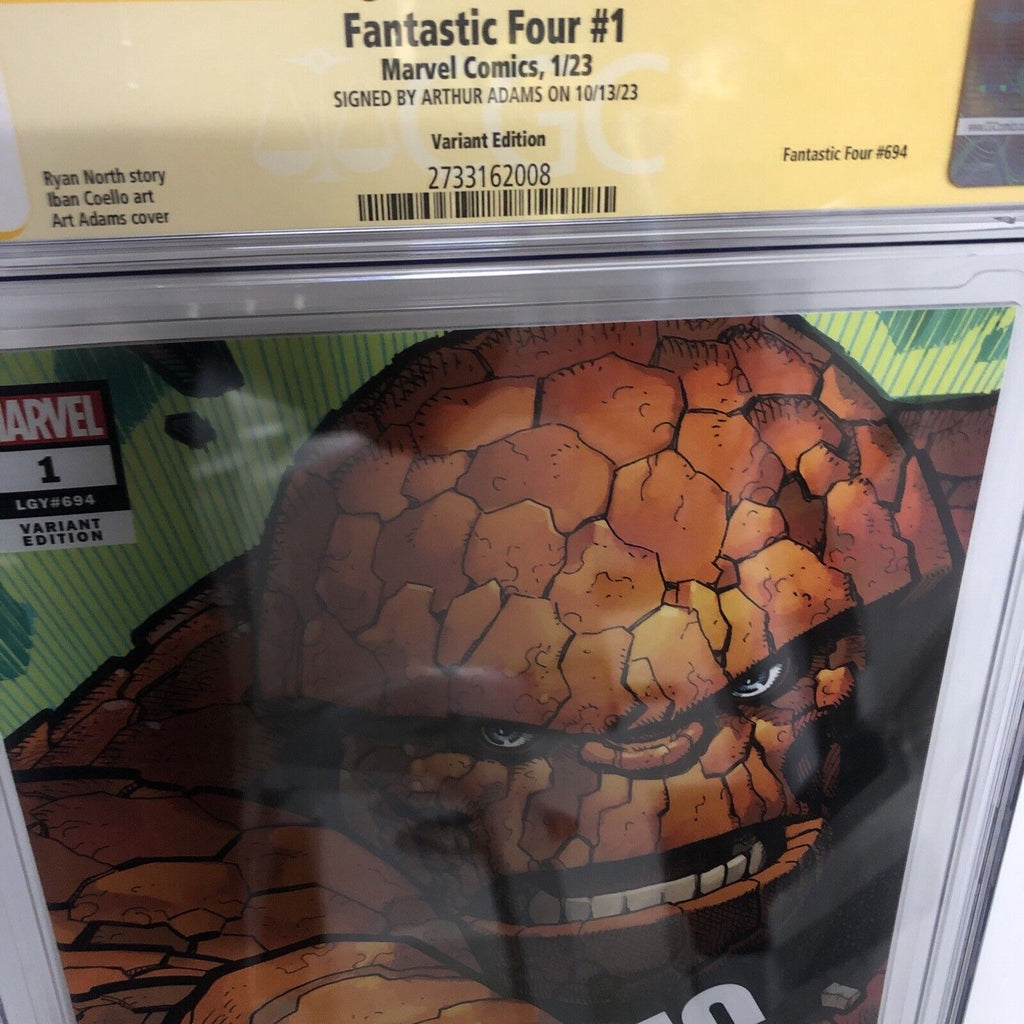 Fantastic Four #1
Marvel Comics, 1/23
SIGNED BY ARTHUR ADAMS ON 10/13/23
Variant Edition
2733162008
Fantastic Four #694
Ryan North story
Iban Coello art
Art Adams cover
CGC
MARVEL
1
LGY#694
VARIANT
EDITION